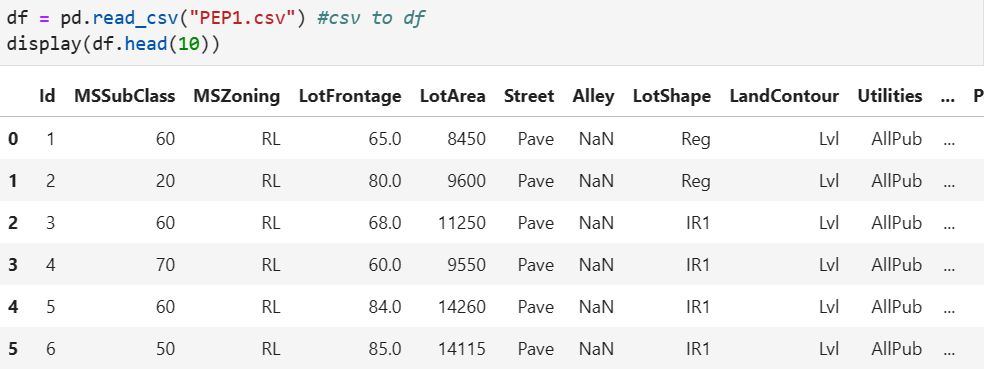 df = pd.read_csv("PEP1.csv") #csv to df
display(df.head(10))
Id MSSubClass MSZoning LotFrontage LotArea Street Alley LotShape LandContour Utilities ... P
0 1 60 RL 65.0 8450 Pave NaN Reg Lvl AllPub ...
1 2 20 RL 80.0 9600 Pave NaN Reg Lvl AllPub ...
2 3 60 RL 68.0 11250 Pave NaN IR1 Lvl AllPub ...
3 4 70 RL 60.0 9550 Pave NaN IR1 Lvl AllPub ...
4 5 60 RL 84.0 14260 Pave NaN IR1 Lvl AllPub ...
5 6 50 RL 85.0 14115 Pave NaN IR1 Lvl AllPub ...